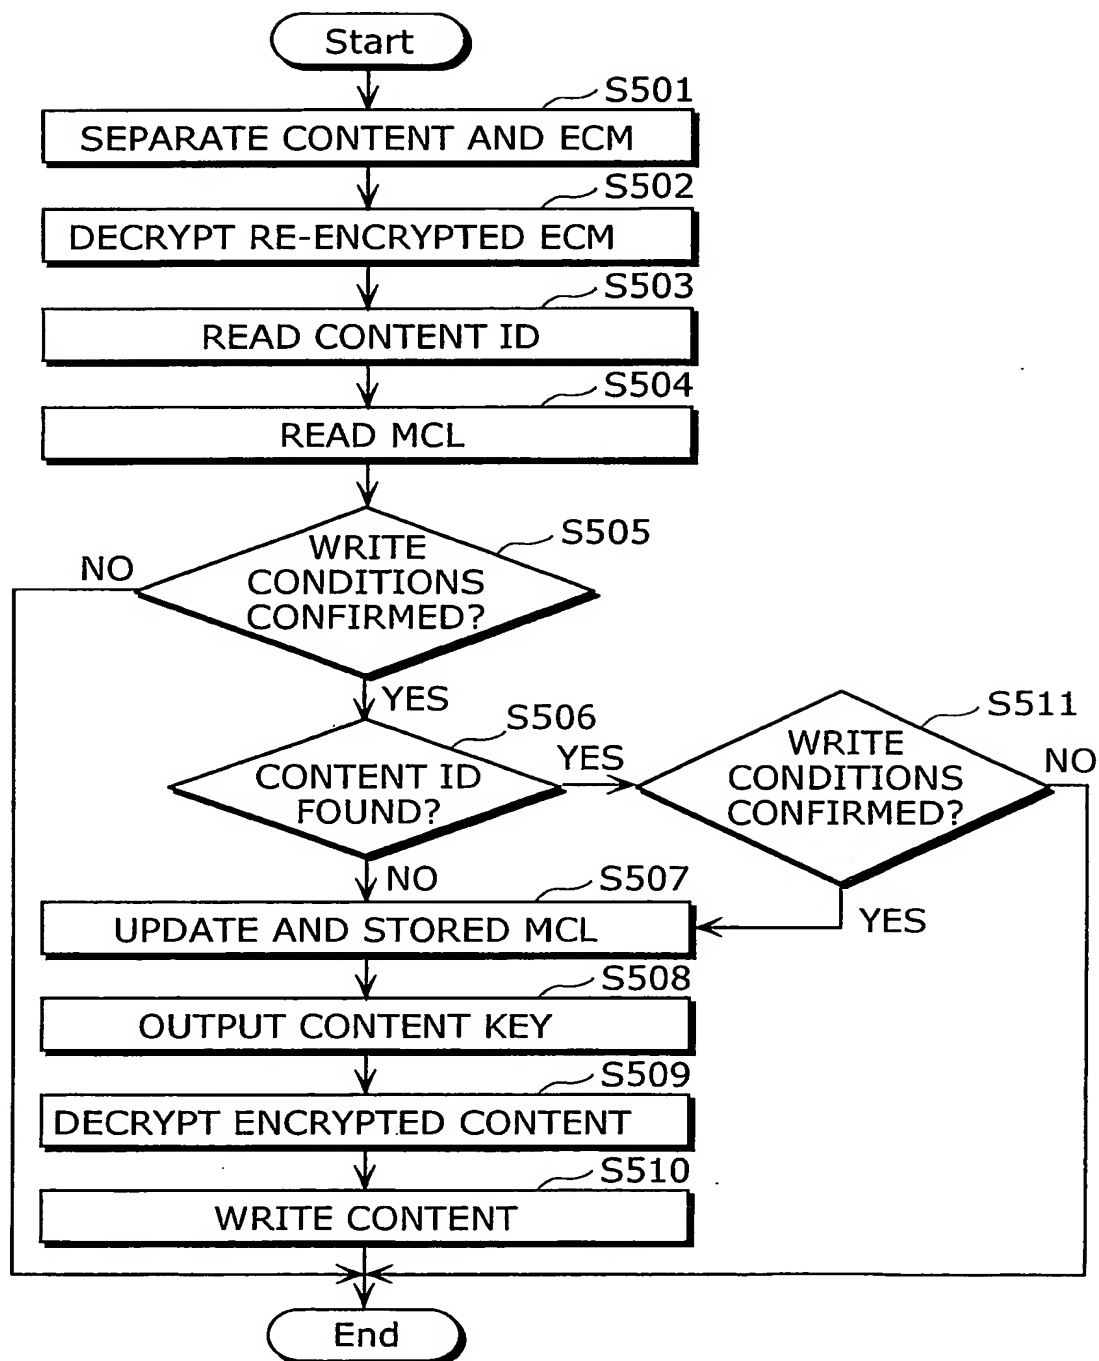 Start
S501
SEPARATE CONTENT AND ECM
S502
DECRYPT RE-ENCRYPTED ECM
S503
READ CONTENT ID
S504
READ MCL
S505
WRITE
CONDITIONS
CONFIRMED?
NO
YES
S506
CONTENT ID
FOUND?
YES
S511
WRITE
CONDITIONS
CONFIRMED?
NO
NO
YES
S507
UPDATE AND STORED MCL
S508
OUTPUT CONTENT KEY
S509
DECRYPT ENCRYPTED CONTENT
S510
WRITE CONTENT
End